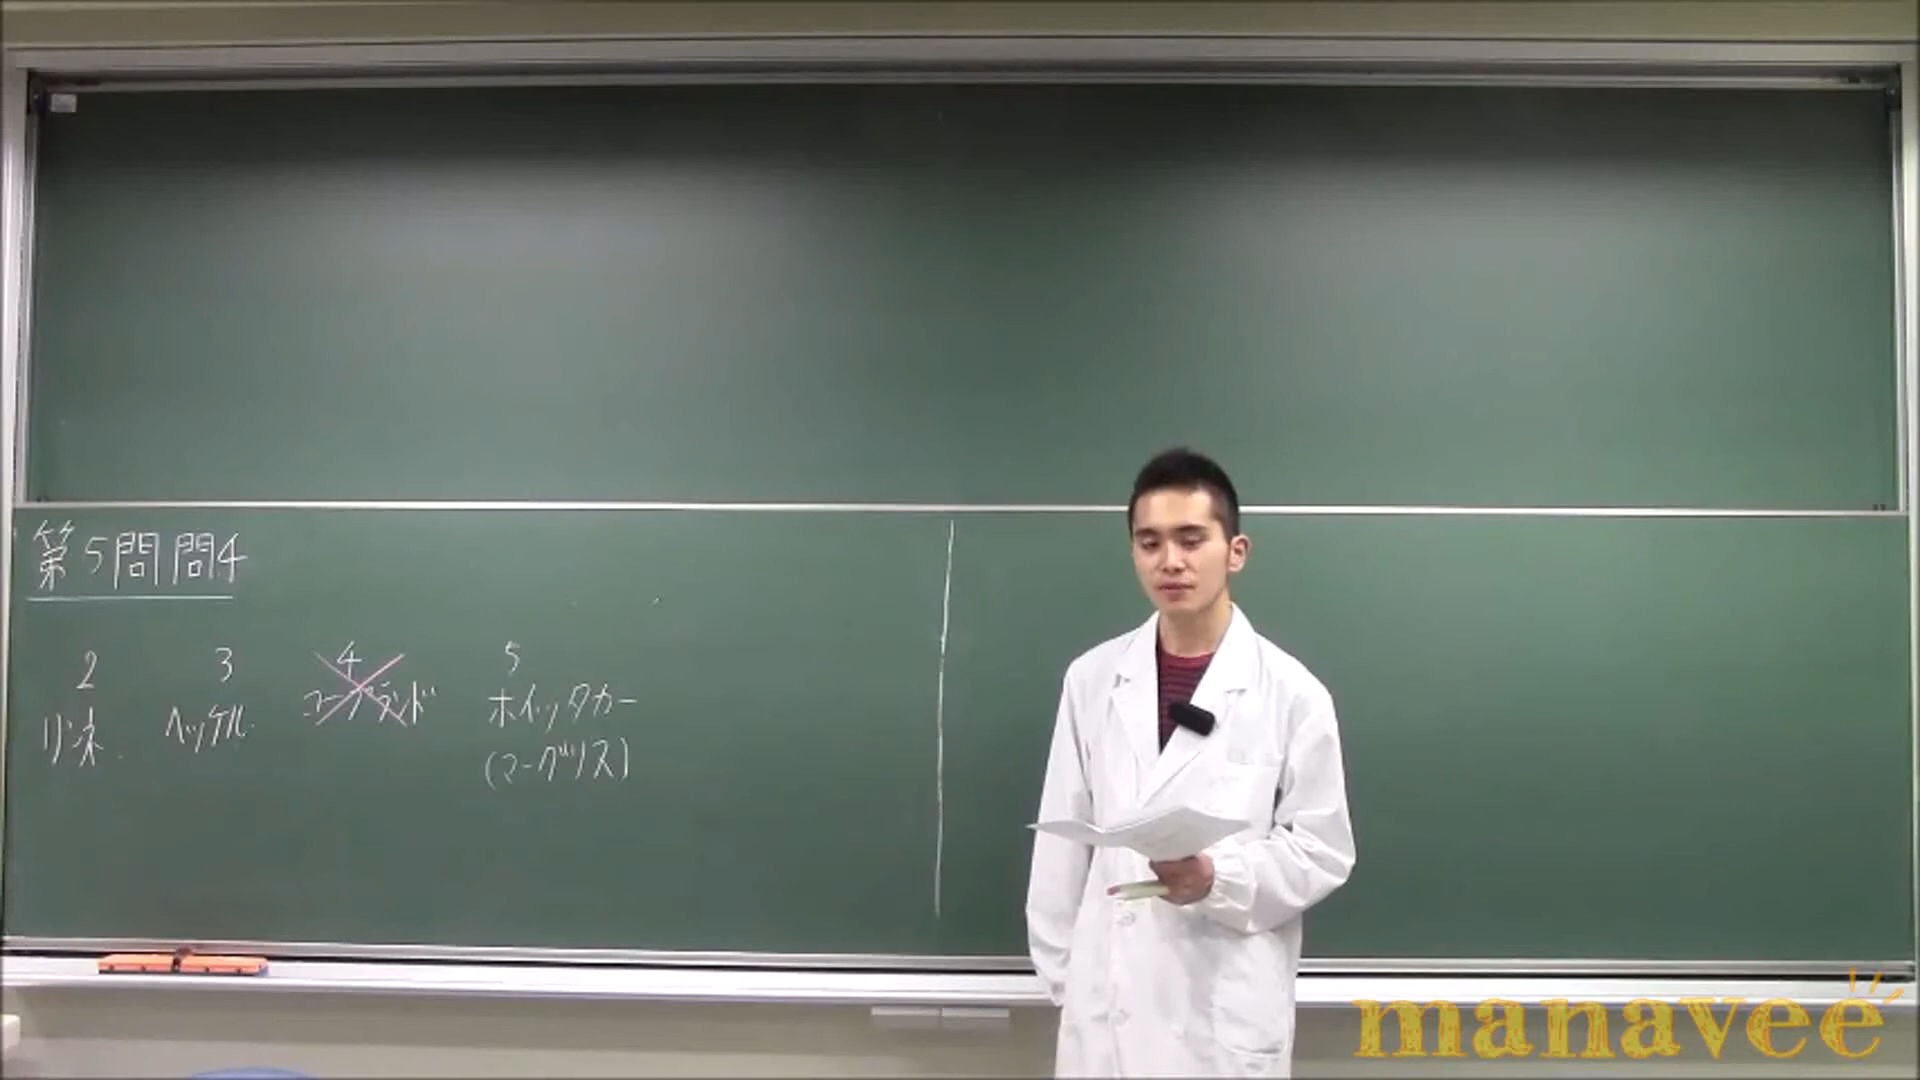 第5問 問4
2 3 4 5
リンネ ヘッケル コープランド ホイッタカー
(マーグリス)
manavee